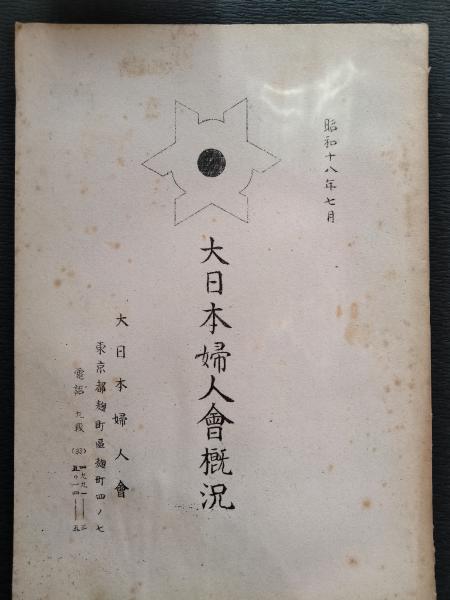 昭和十八年七月
大日本婦人會概況
大日本婦人會
東京都麹町區麹町四ノ七
電話 九段 (33)